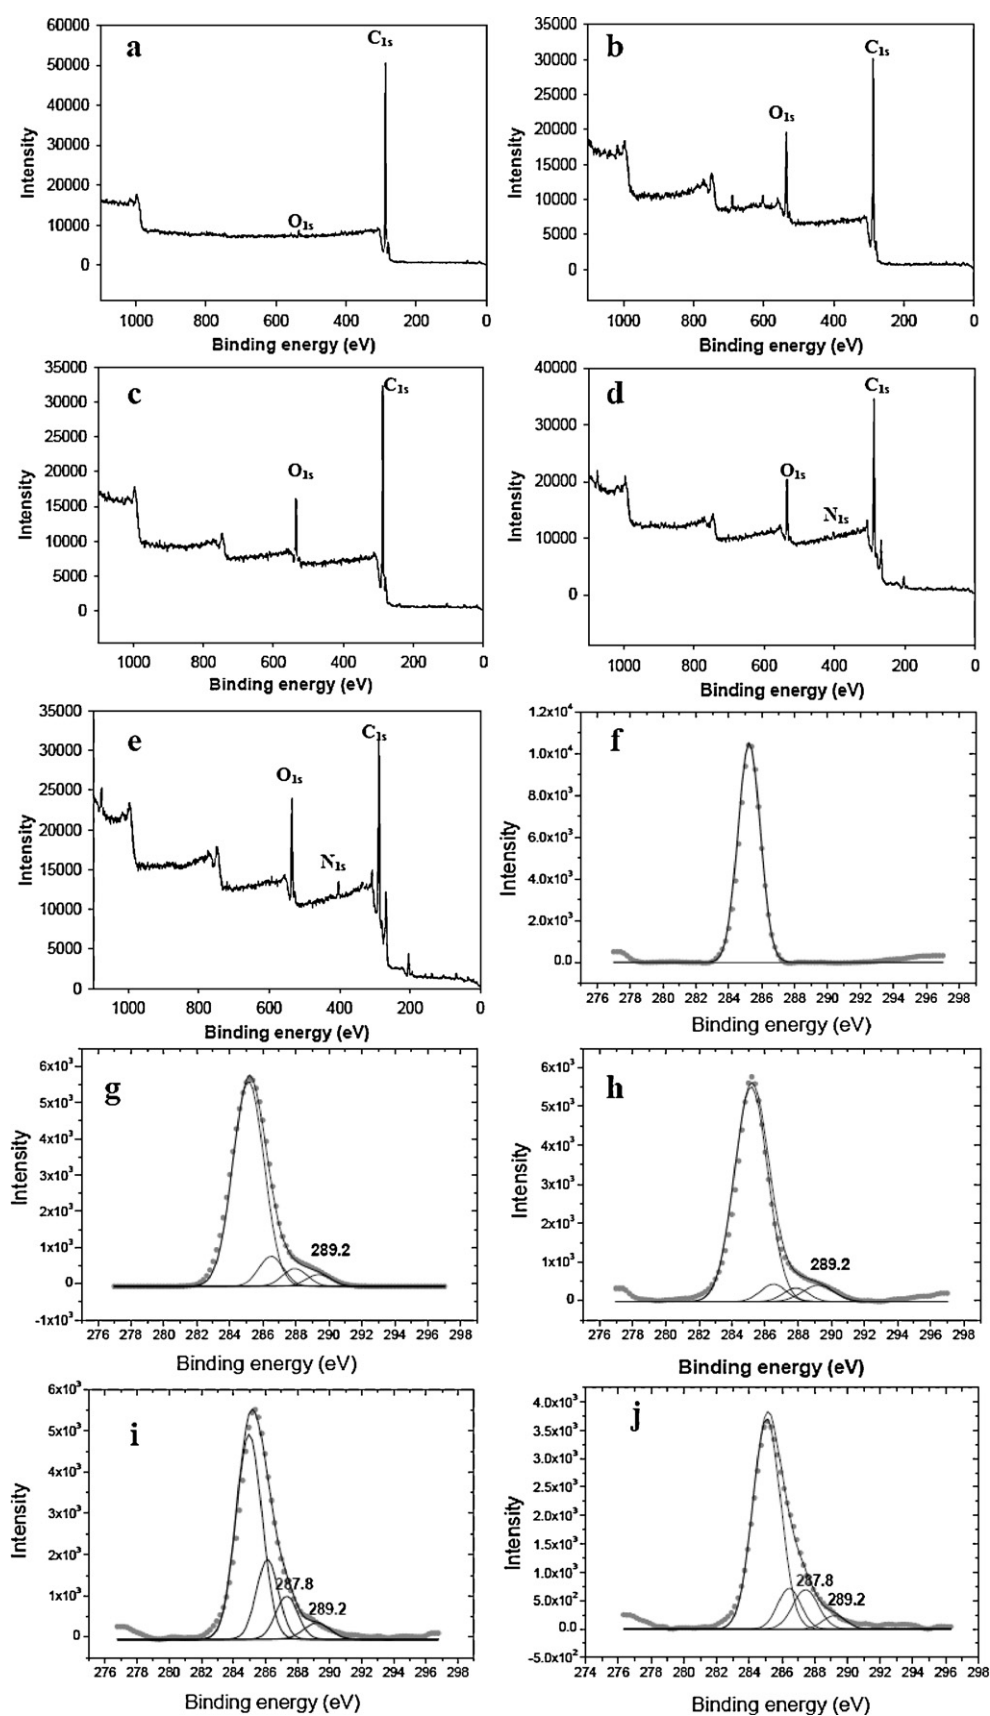 a
C1s
O1s
60000
50000
40000
30000
20000
10000
0
Intensity
1000 800 600 400 200 0
Binding energy (eV)
b
C1s
O1s
35000
30000
25000
20000
15000
10000
5000
0
Intensity
1000 800 600 400 200 0
Binding energy (eV)
c
C1s
O1s
35000
30000
25000
20000
15000
10000
5000
0
Intensity
1000 800 600 400 200 0
Binding energy (eV)
d
C1s
O1s
N1s
40000
30000
20000
10000
0
Intensity
1000 800 600 400 200 0
Binding energy (eV)
e
C1s
O1s
N1s
35000
30000
25000
20000
15000
10000
5000
0
Intensity
1000 800 600 400 200 0
Binding energy (eV)
f
1.2x10⁴
1.0x10⁴
8.0x10³
6.0x10³
4.0x10³
2.0x10³
0.0
Intensity
276 278 280 282 284 286 288 290 292 294 296 298
Binding energy (eV)
g
289.2
6x10³
5x10³
4x10³
3x10³
2x10³
1x10³
0
-1x10³
Intensity
276 278 280 282 284 286 288 290 292 294 296 298
Binding energy (eV)
h
289.2
6x10³
5x10³
4x10³
3x10³
2x10³
1x10³
0
Intensity
276 278 280 282 284 286 288 290 292 294 296 298
Binding energy (eV)
i
287.8
289.2
6x10³
5x10³
4x10³
3x10³
2x10³
1x10³
0
Intensity
276 278 280 282 284 286 288 290 292 294 296 298
Binding energy (eV)
j
287.8
289.2
4.0x10³
3.5x10³
3.0x10³
2.5x10³
2.0x10³
1.5x10³
1.0x10³
5.0x10²
0.0
-5.0x10²
Intensity
274 276 278 280 282 284 286 288 290 292 294 296 298
Binding energy (eV)